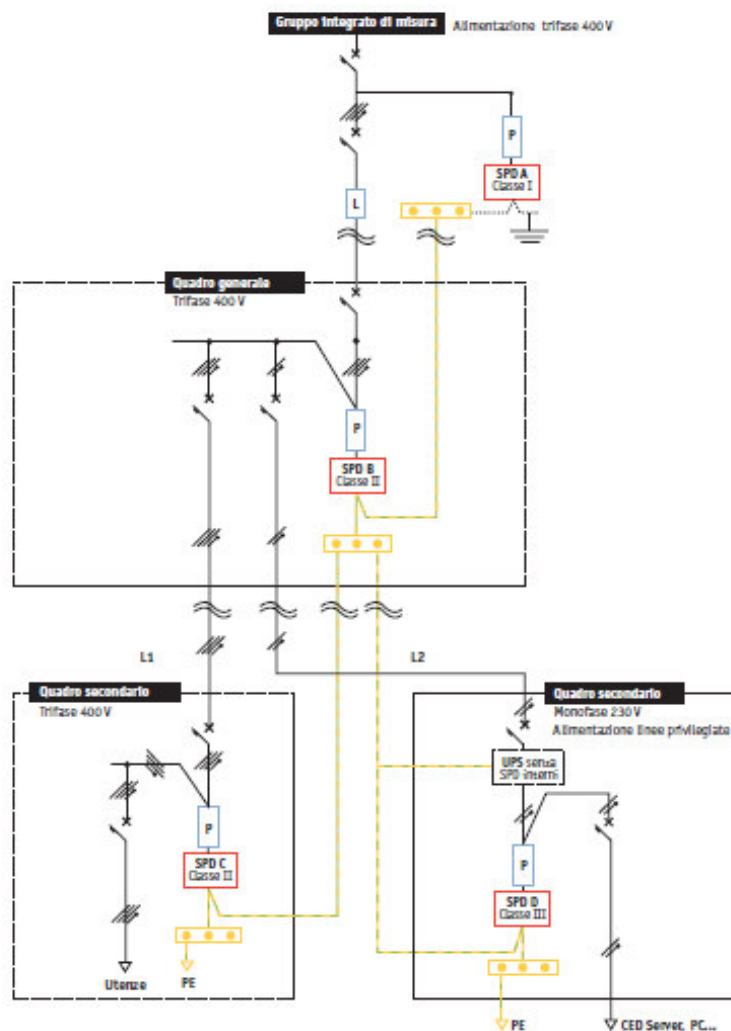 Gruppo integrato di misura
Alimentazione trifase 400 V
P
SPD A
Classe I
L
Quadro generale
Trifase 400 V
P
SPD B
Classe II
L1
L2
Quadro secondario
Trifase 400 V
Quadro secondario
Monofase 230 V
Alimentazione linee privilegiate
UPS senza
SPD interni
P
SPD C
Classe II
P
SPD D
Classe III
Utenze
PE
PE
CED Server, PC...